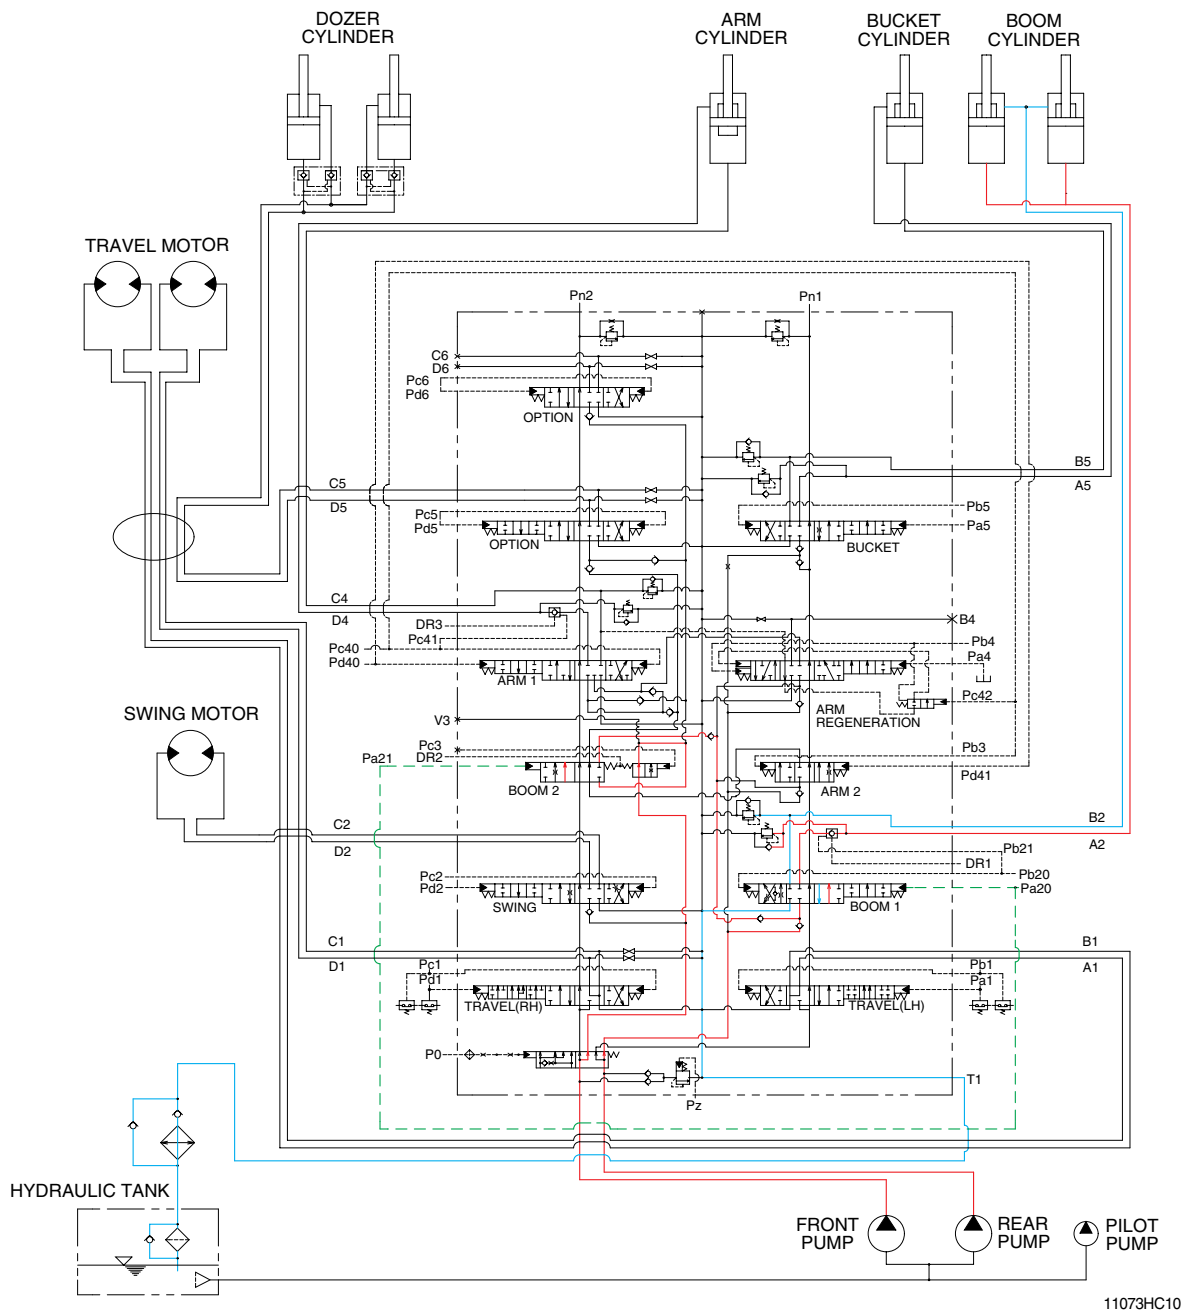 DOZER
CYLINDER
ARM
CYLINDER
BUCKET
CYLINDER
BOOM
CYLINDER
TRAVEL MOTOR
Pn2
Pn1
C6
D6
Pc6
Pd6
OPTION
B5
A5
C5
D5
Pc5
Pd5
OPTION
Pb5
Pa5
BUCKET
C4
D4
DR3
Pc41
Pc40
Pd40
ARM 1
B4
Pb4
Pa4
Pc42
ARM
REGENERATION
SWING MOTOR
V3
Pc3
DR2
Pa21
BOOM 2
Pb3
Pd41
ARM 2
B2
A2
C2
D2
Pb21
DR1
Pc2
Pd2
SWING
Pb20
Pa20
BOOM 1
C1
D1
B1
A1
Pc1
Pd1
TRAVEL(RH)
Pb1
Pa1
TRAVEL(LH)
P0
T1
Pz
HYDRAULIC TANK
FRONT
PUMP
REAR
PUMP
PILOT
PUMP
11073HC10